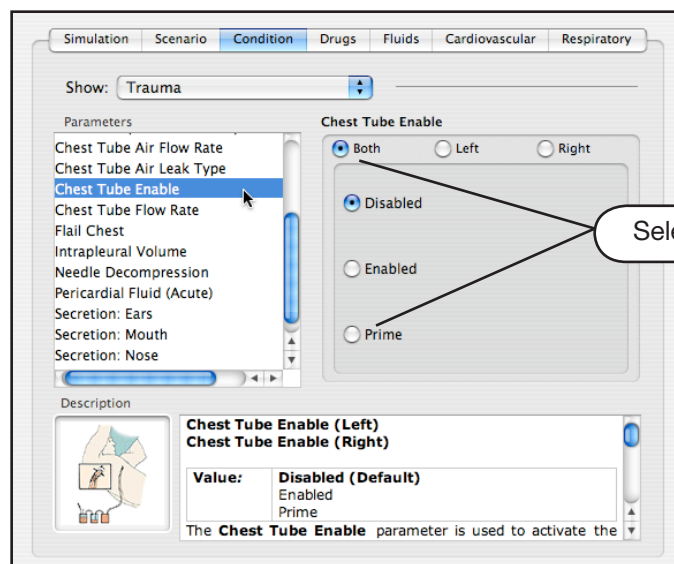 Simulation Scenario Condition Drugs Fluids Cardiovascular Respiratory
Show: Trauma
Parameters
Chest Tube Air Flow Rate
Chest Tube Air Leak Type
Chest Tube Enable
Chest Tube Flow Rate
Flail Chest
Intrapleural Volume
Needle Decompression
Pericardial Fluid (Acute)
Secretion: Ears
Secretion: Mouth
Secretion: Nose
Chest Tube Enable
Both Left Right
Disabled
Enabled
Prime
Description
Chest Tube Enable (Left)
Chest Tube Enable (Right)
Value: Disabled (Default)
Enabled
Prime
The Chest Tube Enable parameter is used to activate the